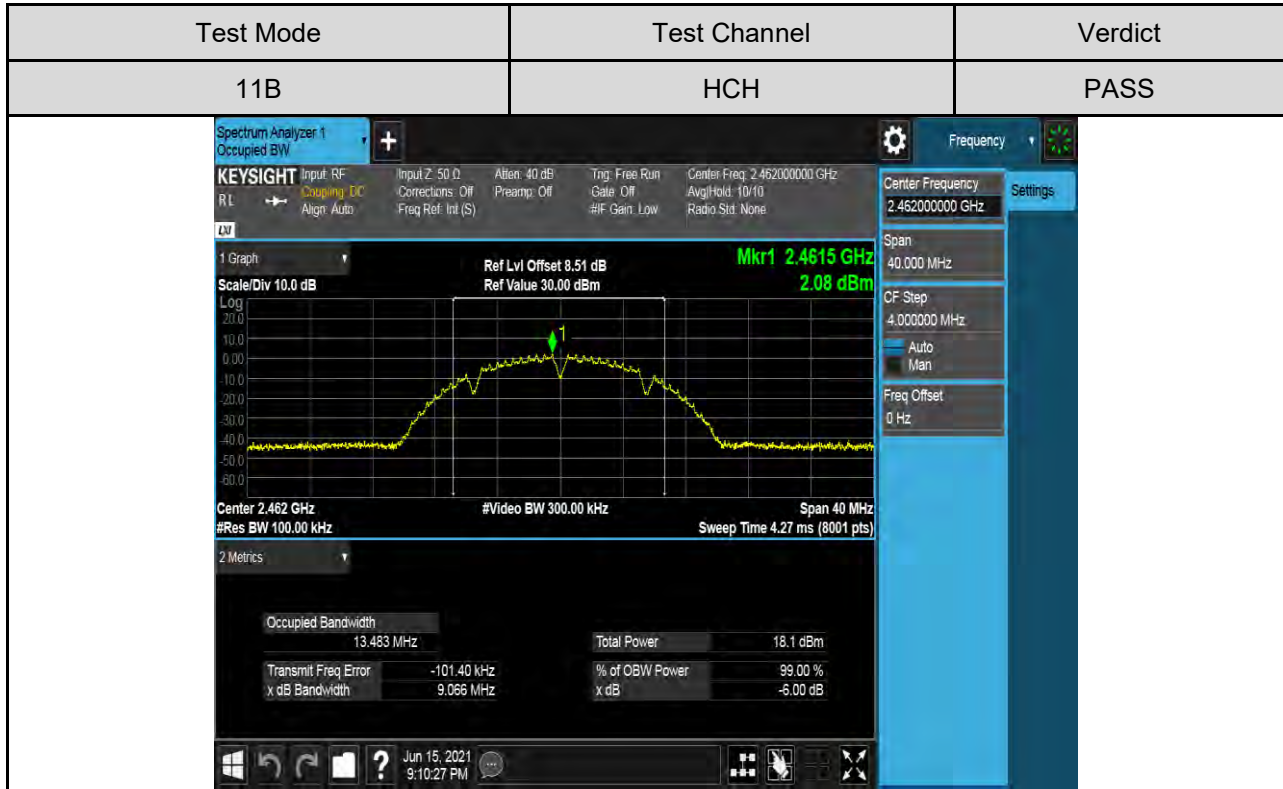 Test Mode Test Channel Verdict
11B HCH PASS
Spectrum Analyzer 1
Occupied BW
Frequency
KEYSIGHT Input: RF Input Z: 50 Ω Atten: 40 dB Trig: Free Run Center Freq: 2.462000000 GHz
RL Coupling: DC Corrections: Off Preamp: Off Gate: Off Avg|Hold: 10/10
Align: Auto Freq Ref: Int (S) #IF Gain: Low Radio Std: None
LXI
Center Frequency
2.462000000 GHz
Settings
Span
40.000 MHz
CF Step
4.000000 MHz
Auto
Man
Freq Offset
0 Hz
1 Graph
Ref Lvl Offset 8.51 dB Mkr1 2.4615 GHz
Scale/Div 10.0 dB Ref Value 30.00 dBm 2.08 dBm
Log
20.0
10.0
0.00
-10.0
-20.0
-30.0
-40.0
-50.0
-60.0
1
Center 2.462 GHz #Video BW 300.00 kHz Span 40 MHz
#Res BW 100.00 kHz Sweep Time 4.27 ms (8001 pts)
2 Metrics
Occupied Bandwidth
13.483 MHz Total Power 18.1 dBm
Transmit Freq Error -101.40 kHz % of OBW Power 99.00 %
x dB Bandwidth 9.066 MHz x dB -6.00 dB
Jun 15, 2021
9:10:27 PM